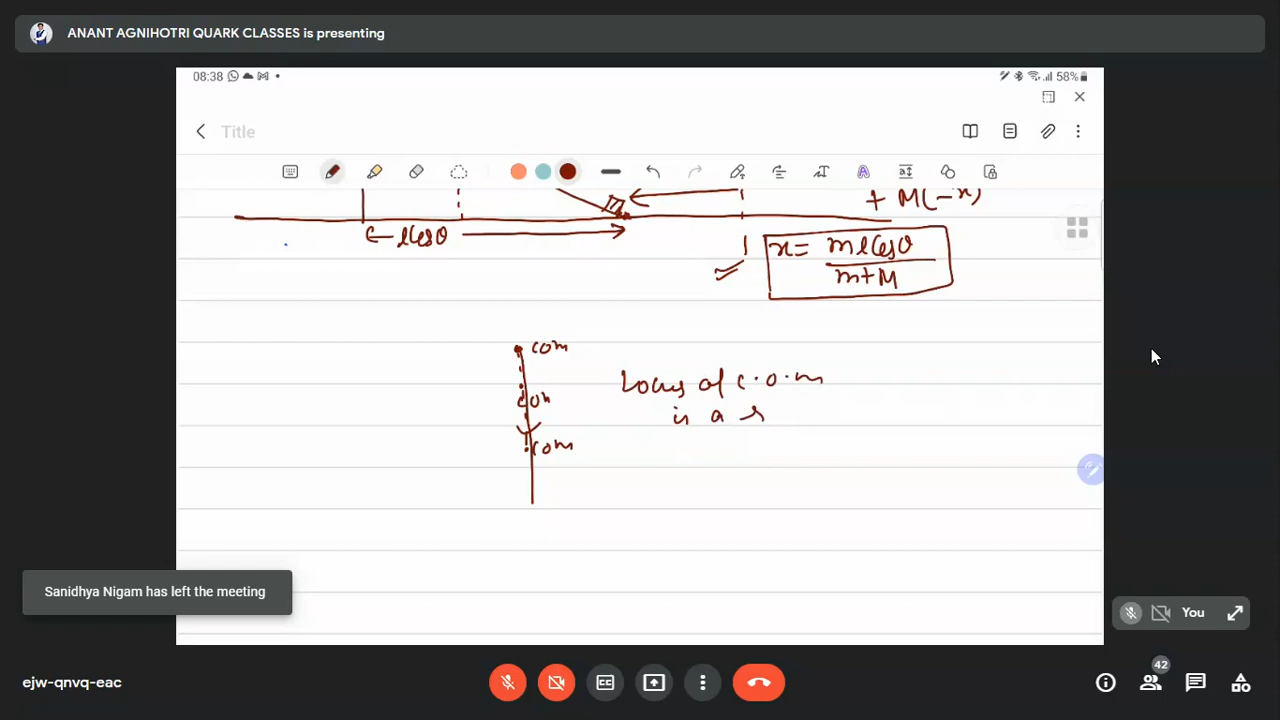 ANANT AGNIHOTRI QUARK CLASSES is presenting
08:38 58%
Title
+ M(-x)
lCosθ
x = mlCosθ / m+M
com
Locus of c.o.m
com
is a s
com
Sanidhya Nigam has left the meeting
You
ejw-qnvq-eac
CC
42